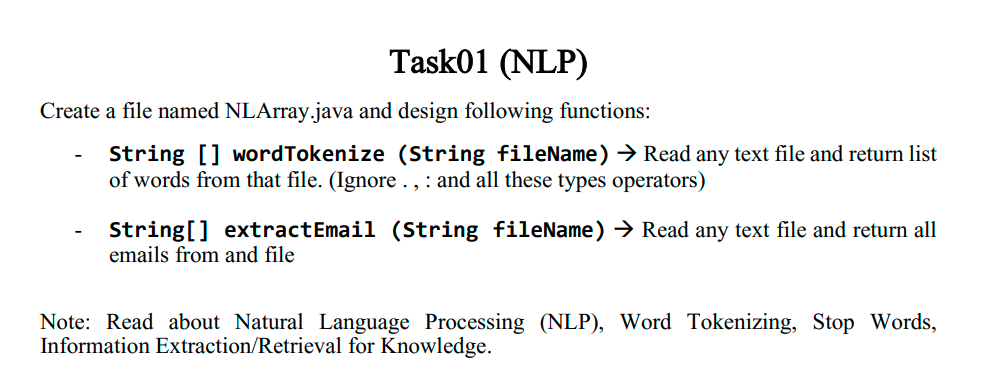 Task01 (NLP)
Create a file named NLArray.java and design following functions:
- String [] wordTokenize (String fileName) → Read any text file and return list
of words from that file. (Ignore . , : and all these types operators)
- String[] extractEmail (String fileName) → Read any text file and return all
emails from and file
Note: Read about Natural Language Processing (NLP), Word Tokenizing, Stop Words,
Information Extraction/Retrieval for Knowledge.